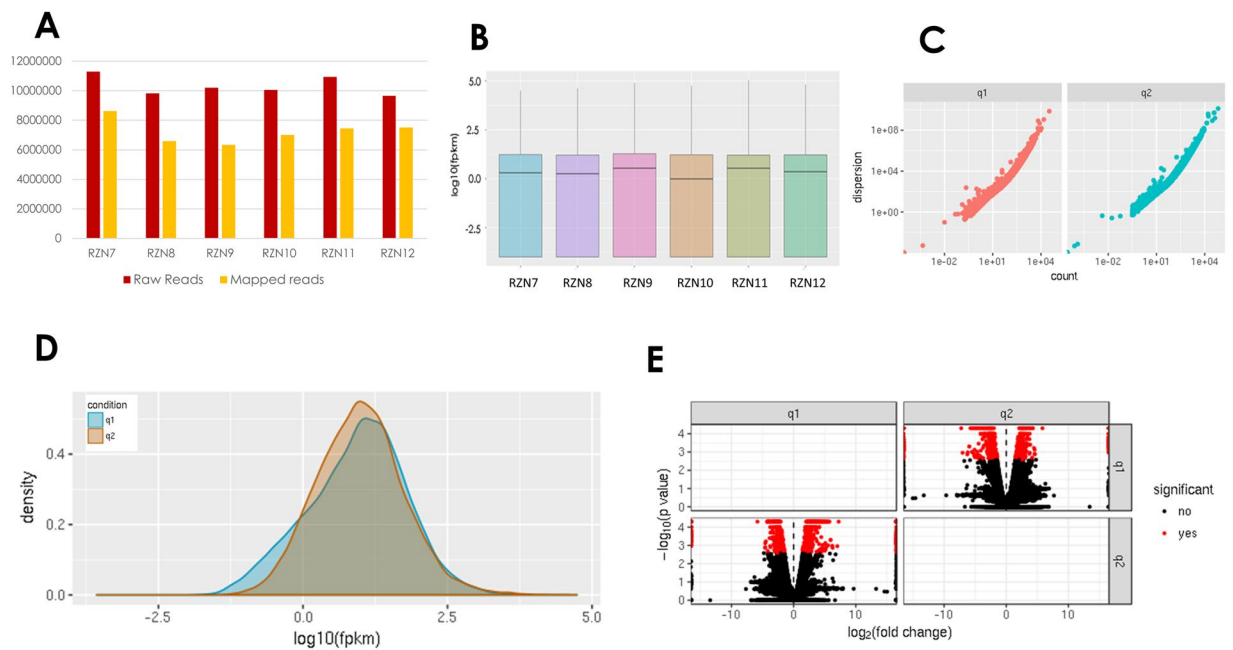 A
12000000
10000000
8000000
6000000
4000000
2000000
0
RZN7 RZN8 RZN9 RZN10 RZN11 RZN12
Raw Reads Mapped reads
B
5.0
2.5
0.0
-2.5
log10(fpkm)
RZN7 RZN8 RZN9 RZN10 RZN11 RZN12
C
q1 q2
1e+08
1e+04
1e+00
dispersion
1e-02 1e+01 1e+04 1e-02 1e+01 1e+04
count
D
condition
q1
q2
0.4
0.2
0.0
density
-2.5 0.0 2.5 5.0
log10(fpkm)
E
q1 q2
4
3
2
1
0
q1
4
3
2
1
0
q2
−log10(p value)
-10 0 10 -10 0 10
log2(fold change)
significant
no
yes